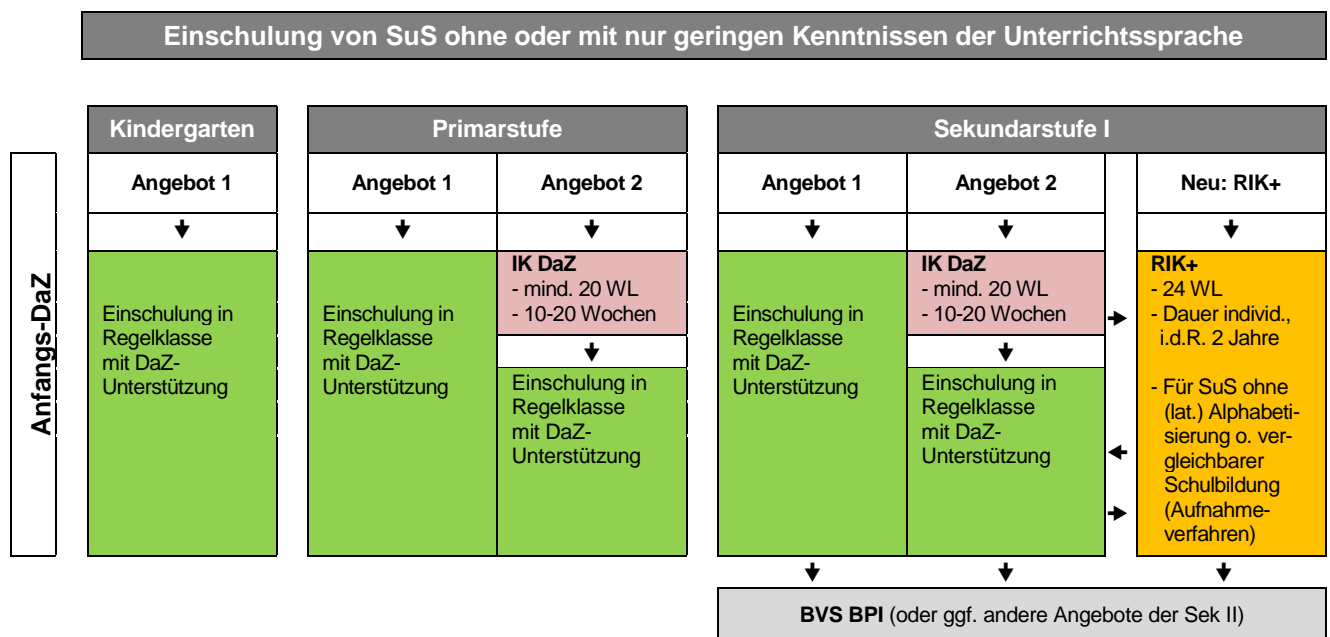 Einschulung von SuS ohne oder mit nur geringen Kenntnissen der Unterrichtssprache
Kindergarten
Primarstufe
Sekundarstufe I
Anfangs-DaZ
Angebot 1
Angebot 1
Angebot 2
Angebot 1
Angebot 2
Neu: RIK+
Einschulung in
Regelklasse
mit DaZ-
Unterstützung
Einschulung in
Regelklasse
mit DaZ-
Unterstützung
IK DaZ
- mind. 20 WL
- 10-20 Wochen
Einschulung in
Regelklasse
mit DaZ-
Unterstützung
Einschulung in
Regelklasse
mit DaZ-
Unterstützung
IK DaZ
- mind. 20 WL
- 10-20 Wochen
Einschulung in
Regelklasse
mit DaZ-
Unterstützung
RIK+
- 24 WL
- Dauer individ.,
i.d.R. 2 Jahre
- Für SuS ohne
(lat.) Alphabeti-
sierung o. ver-
gleichbarer
Schulbildung
(Aufnahme-
verfahren)
BVS BPI (oder ggf. andere Angebote der Sek II)